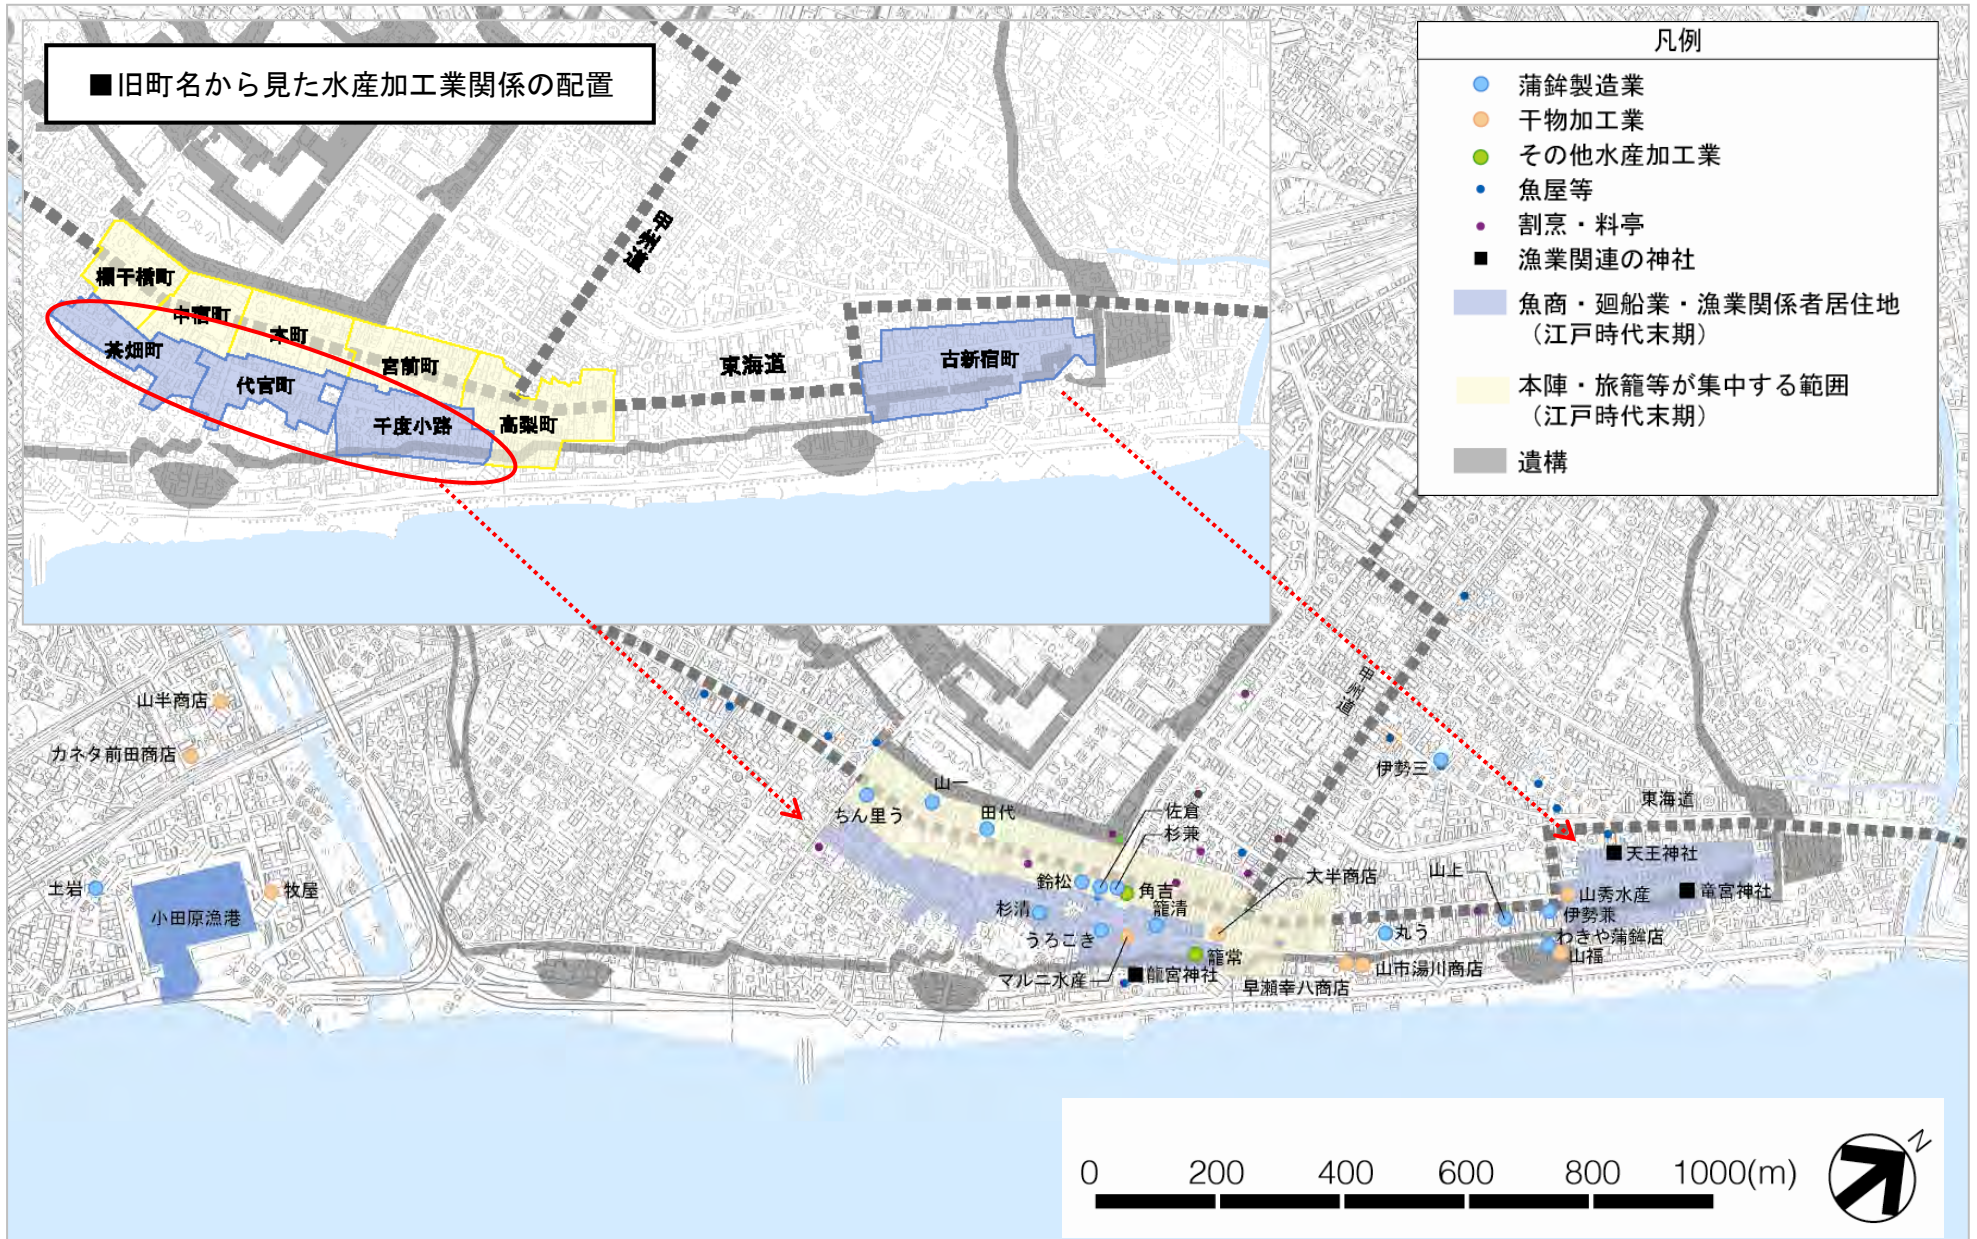 ■旧町名から見た水産加工業関係の配置
凡例
蒲鉾製造業
干物加工業
その他水産加工業
魚屋等
割烹・料亭
漁業関連の神社
魚商・廻船業・漁業関係者居住地
（江戸時代末期）
本陣・旅籠等が集中する範囲
（江戸時代末期）
遺構
甲州道
欄干橋町
中宿町
本町
茶畑町
宮前町
東海道
古新宿町
代官町
千度小路
高梨町
甲州道
山半商店
カネタ前田商店
伊勢三
山一
東海道
ちん里う
田代
佐倉
杉兼
天王神社
大半商店
山上
土岩
牧屋
鈴松
角吉
山秀水産
竜宮神社
小田原漁港
杉清
籠清
伊勢兼
うろこき
丸う
わきや蒲鉾店
籠常
山福
マルニ水産
龍宮神社
山市湯川商店
早瀬幸八商店
0
200
400
600
800
1000(m)
N